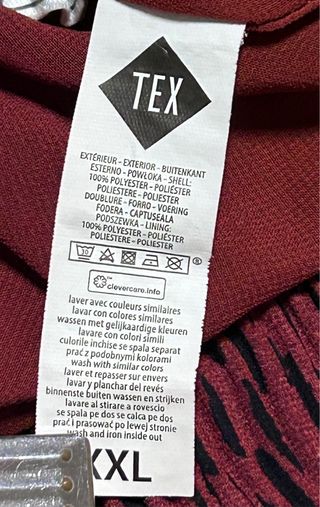 TEX
EXTÉRIEUR - EXTERIOR - BUITENKANT
ESTERNO - POWŁOKA - SHELL:
100% POLYESTER - POLIÉSTER
POLIESTERE - POLIESTER
DOUBLURE - FORRO - VOERING
FODERA - CAPTUSEALA
PODSZEWKA - LINING:
100% POLYESTER - POLIÉSTER
POLIESTERE - POLIESTER
®
clevercare.info
laver avec couleurs similaires
lavar con colores similares
wassen met gelijkaardige kleuren
lavare con colori simili
culorile inchise se spala separat
prać z podobnymi kolorami
wash with similar colors
laver et repasser sur envers
lavar y planchar del revés
binnenste buiten wassen en strijken
lavare al stirare a rovescio
se spala pe dos se calca pe dos
prać i prasować po lewej stronie
wash and iron inside out
XXL